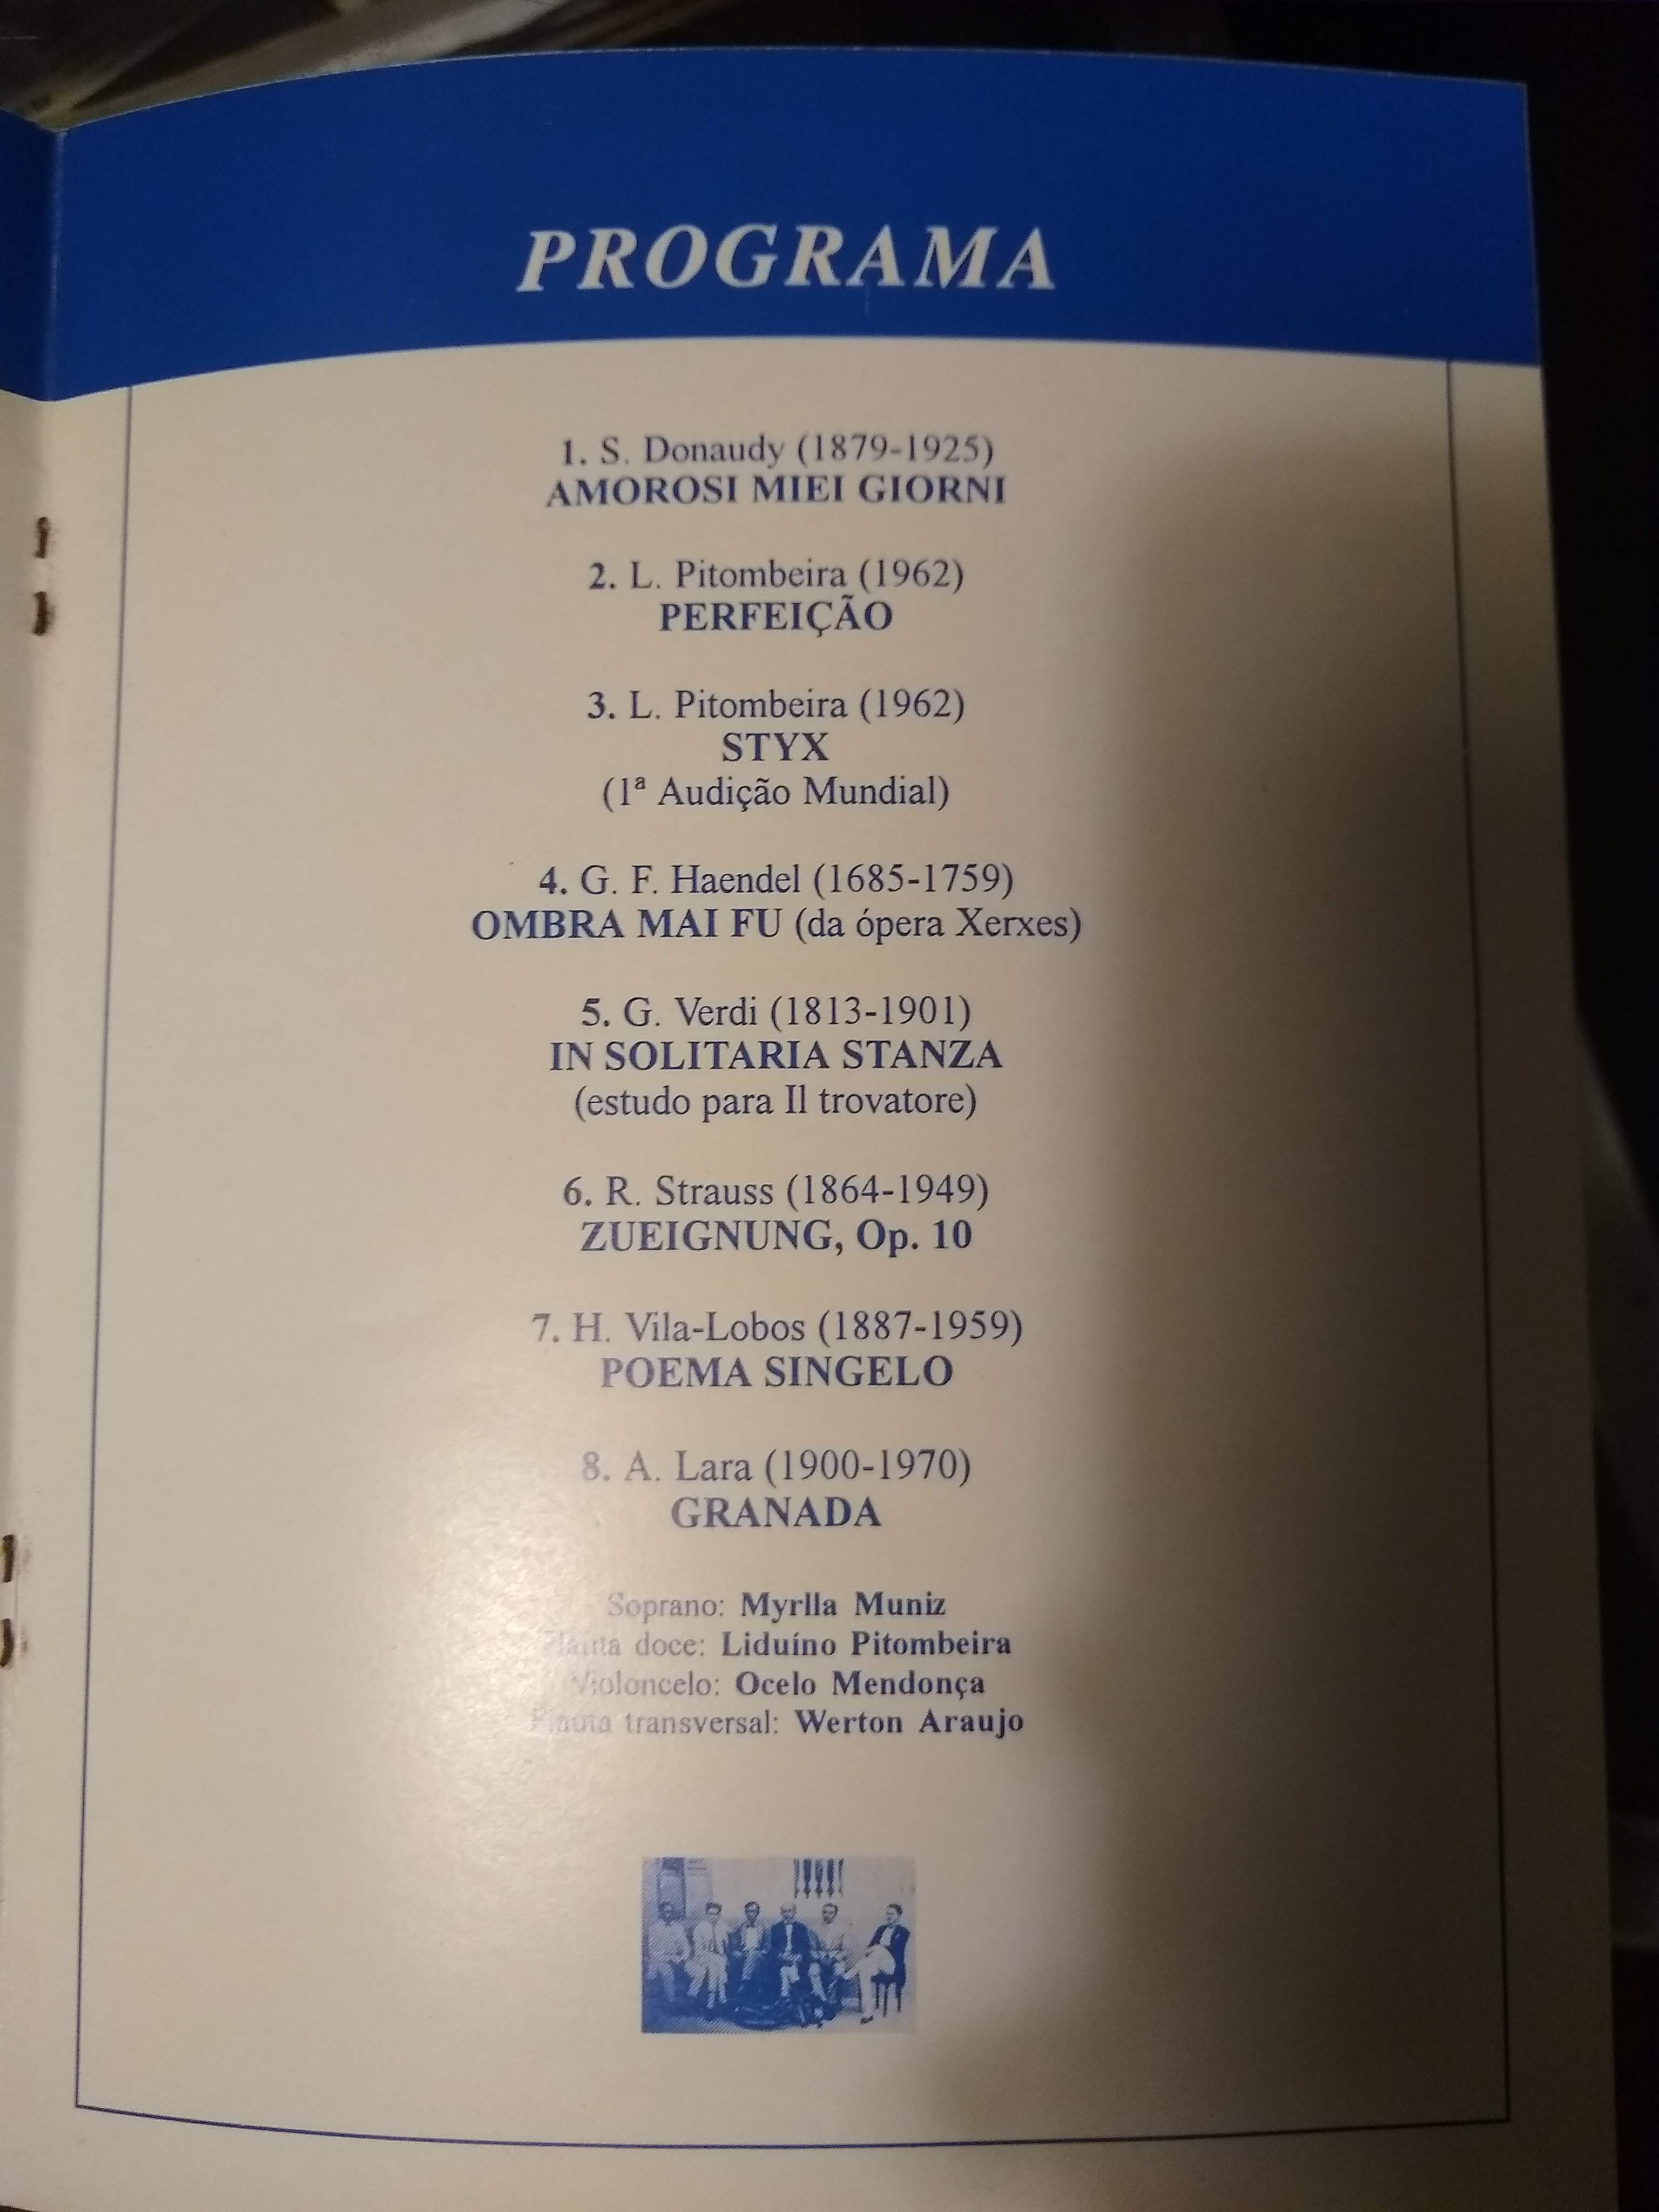 PROGRAMA
1. S. Donaudy (1879-1925)
AMOROSI MIEI GIORNI
2. L. Pitombeira (1962)
PERFEIÇÃO
3. L. Pitombeira (1962)
STYX
(1ª Audição Mundial)
4. G. F. Haendel (1685-1759)
OMBRA MAI FU (da ópera Xerxes)
5. G. Verdi (1813-1901)
IN SOLITARIA STANZA
(estudo para Il trovatore)
6. R. Strauss (1864-1949)
ZUEIGNUNG, Op. 10
7. H. Vila-Lobos (1887-1959)
POEMA SINGELO
8. A. Lara (1900-1970)
GRANADA
Soprano: Myrlla Muniz
Flauta doce: Liduíno Pitombeira
Violoncelo: Ocelo Mendonça
Flauta transversal: Werton Araujo